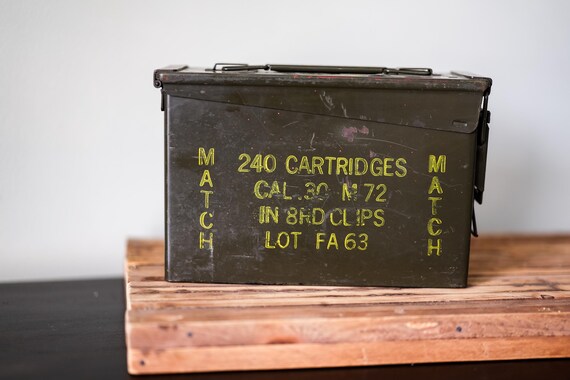 MATCH
240 CARTRIDGES
CAL .30 M72
IN 8RD CLIPS
LOT FA 63
MATCH